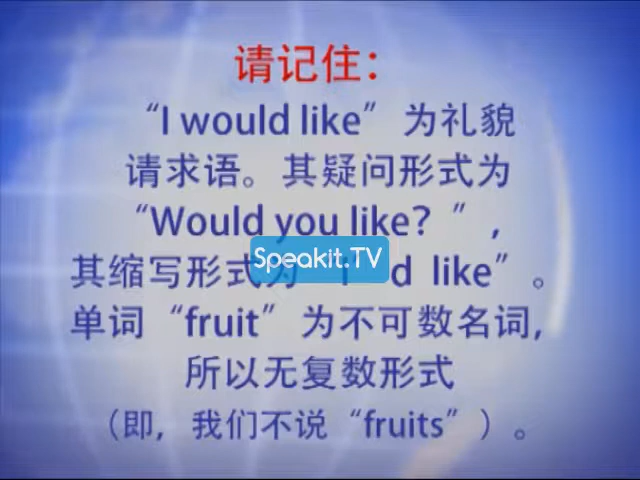 请记住：
“I would like”为礼貌
请求语。其疑问形式为
“Would you like? ”，
其缩写形式为“i’d like”。
Speakit.TV
单词“fruit”为不可数名词，
所以无复数形式
（即，我们不说“fruits”）。